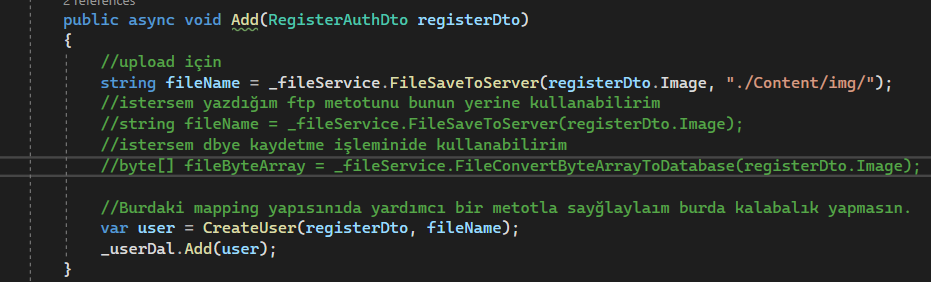 2 references
public async void Add(RegisterAuthDto registerDto)
{
//upload için
string fileName = _fileService.FileSaveToServer(registerDto.Image, "./Content/img/");
//istersem yazdığım ftp metotunu bunun yerine kullanabilirim
//string fileName = _fileService.FileSaveToServer(registerDto.Image);
//istersem dbye kaydetme işleminide kullanabilirim
//byte[] fileByteArray = _fileService.FileConvertByteArrayToDatabase(registerDto.Image);
//Burdaki mapping yapısınıda yardımcı bir metotla sayğlaylaım burda kalabalık yapmasın.
var user = CreateUser(registerDto, fileName);
_userDal.Add(user);
}